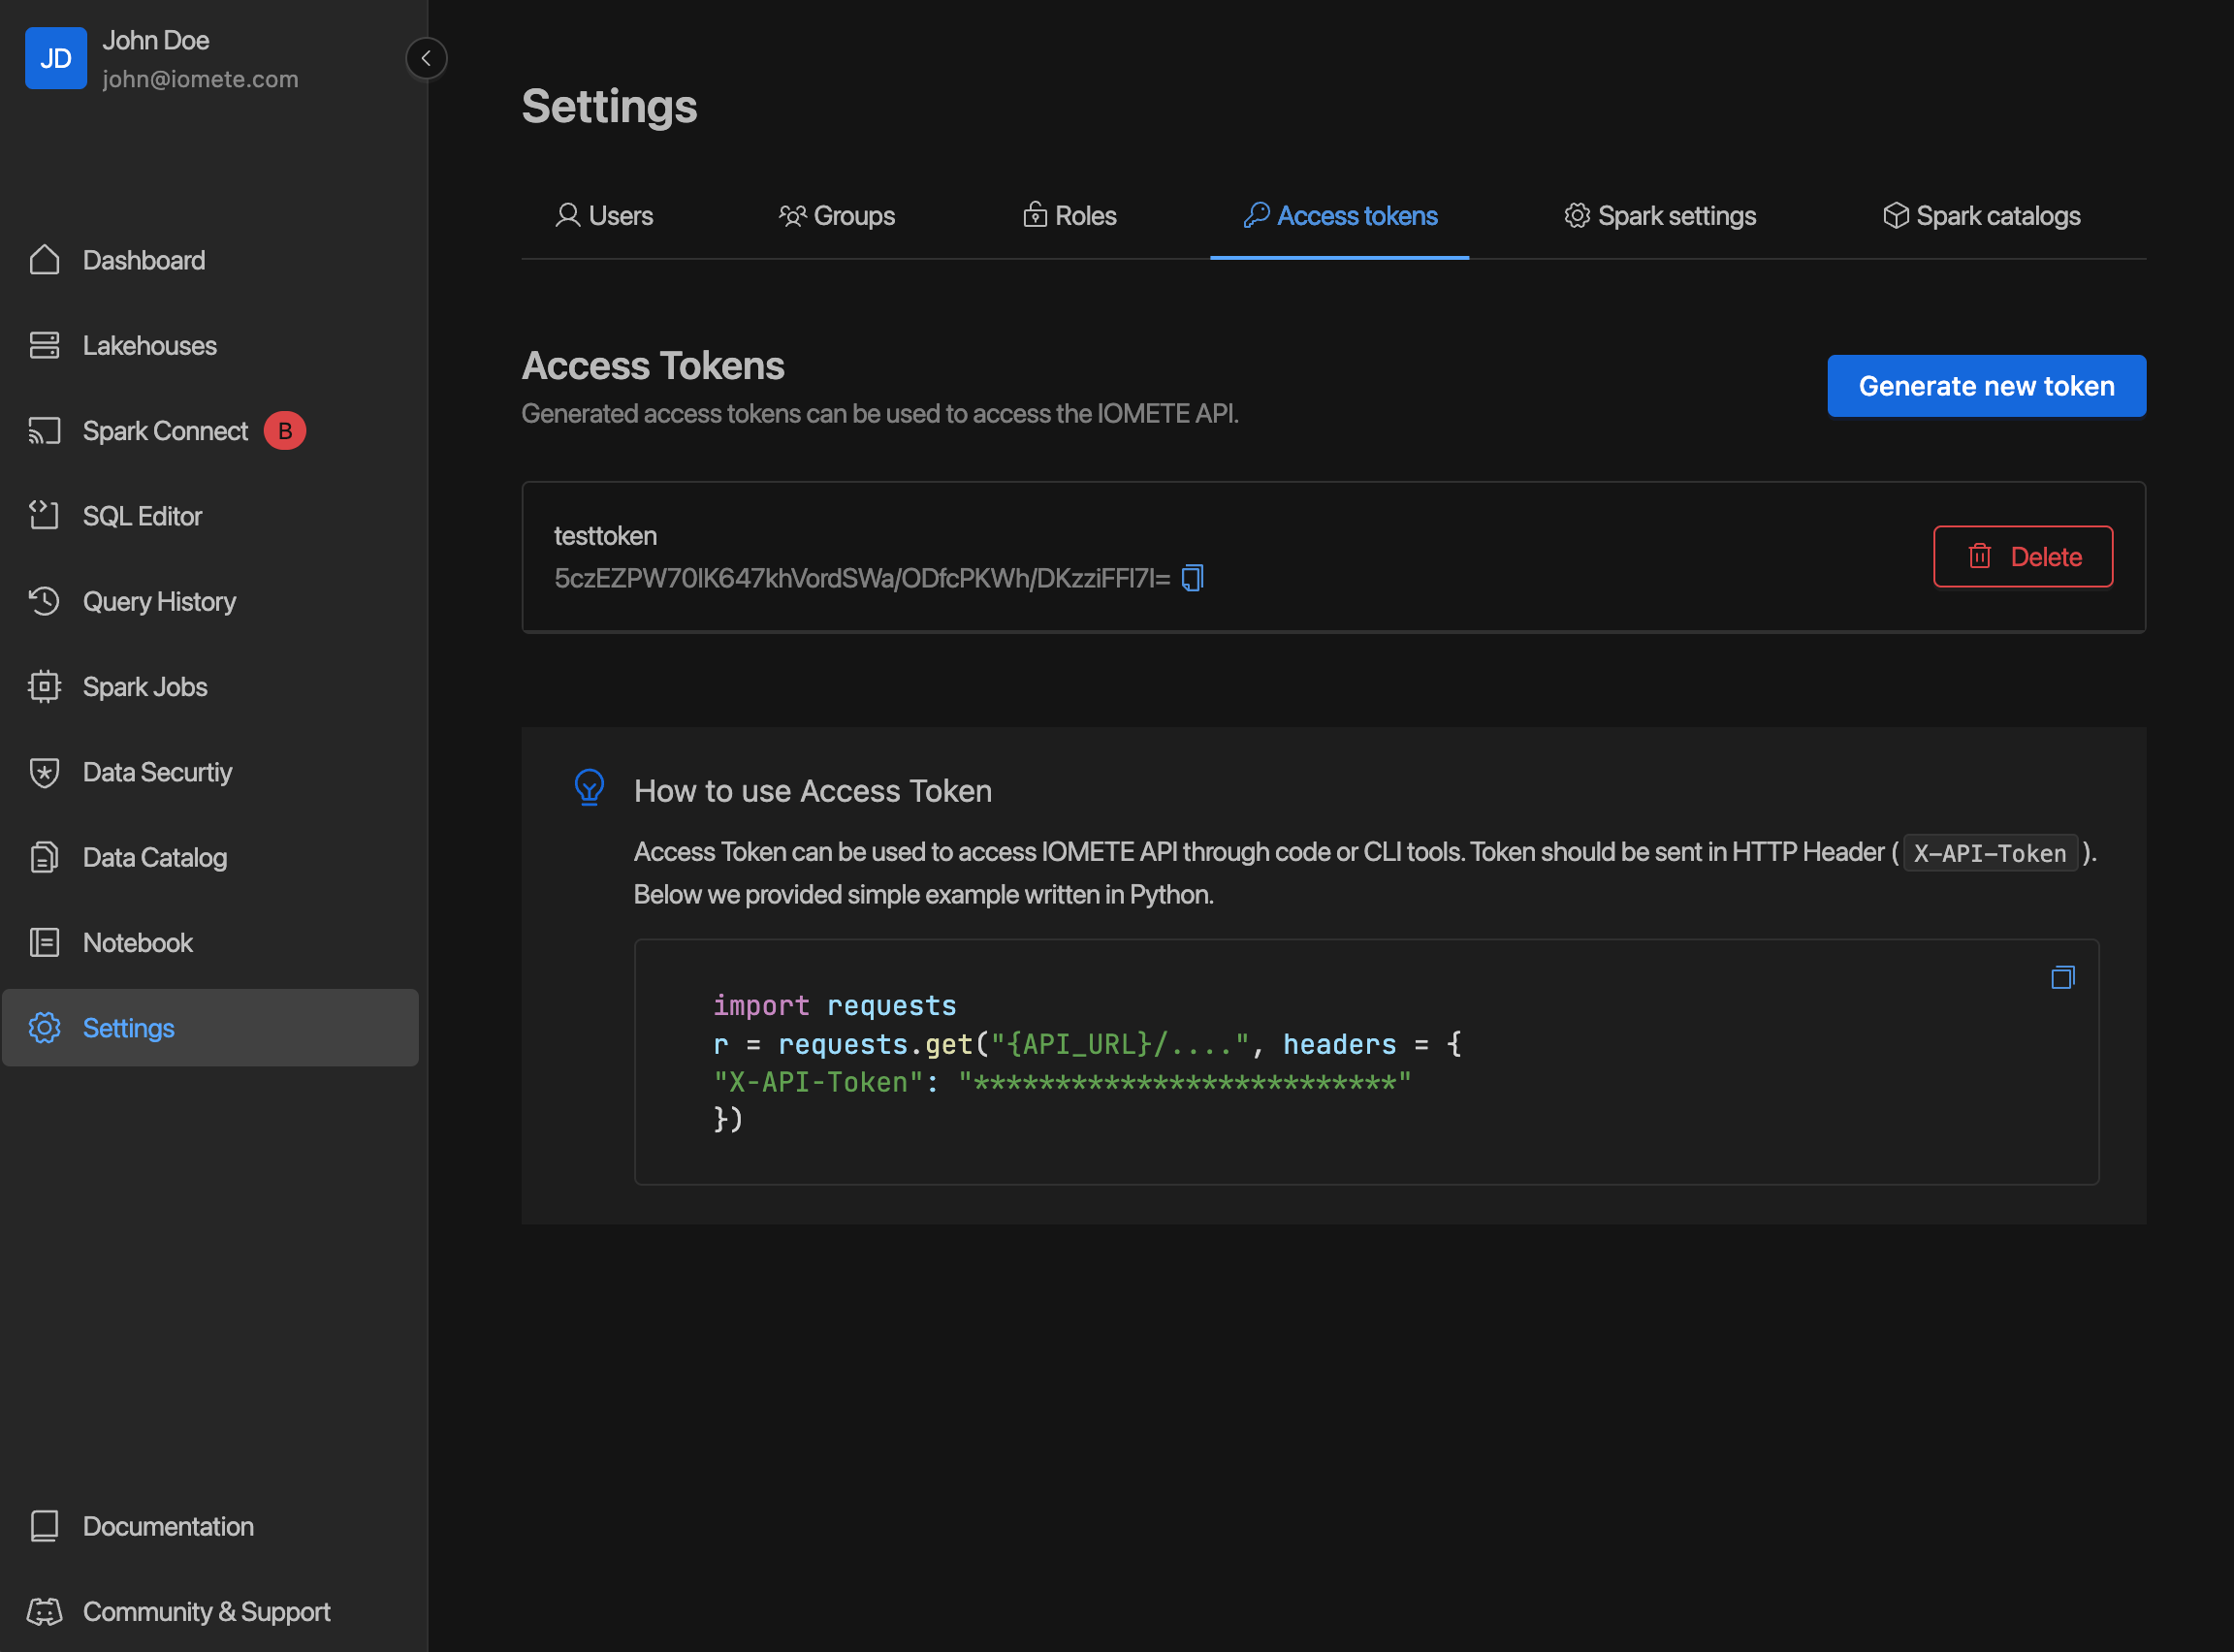 JD
John Doe
john@iomete.com
Dashboard
Lakehouses
Spark Connect B
SQL Editor
Query History
Spark Jobs
Data Securtiy
Data Catalog
Notebook
Settings
Documentation
Community & Support
Settings
Users Groups Roles Access tokens Spark settings Spark catalogs
Access Tokens
Generated access tokens can be used to access the IOMETE API.
Generate new token
testtoken
5czEZPW70lK647khVordSWa/ODfcPKWh/DKzziFFl7I=
Delete
How to use Access Token
Access Token can be used to access IOMETE API through code or CLI tools. Token should be sent in HTTP Header ( X-API-Token ).
Below we provided simple example written in Python.
import requests
r = requests.get("{API_URL}/....", headers = {
"X-API-Token": "**************************"
})